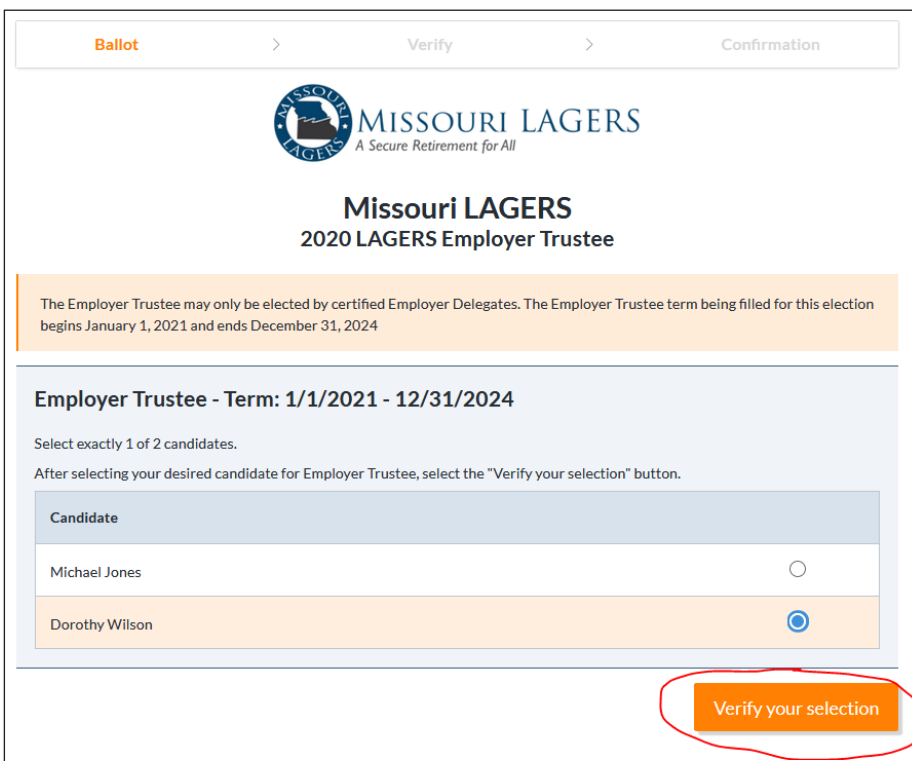 Ballot > Verify > Confirmation
MISSOURI LAGERS
MISSOURI LAGERS
A Secure Retirement for All
Missouri LAGERS
2020 LAGERS Employer Trustee
The Employer Trustee may only be elected by certified Employer Delegates. The Employer Trustee term being filled for this election
begins January 1, 2021 and ends December 31, 2024
Employer Trustee - Term: 1/1/2021 - 12/31/2024
Select exactly 1 of 2 candidates.
After selecting your desired candidate for Employer Trustee, select the "Verify your selection" button.
Candidate
Michael Jones
Dorothy Wilson
Verify your selection